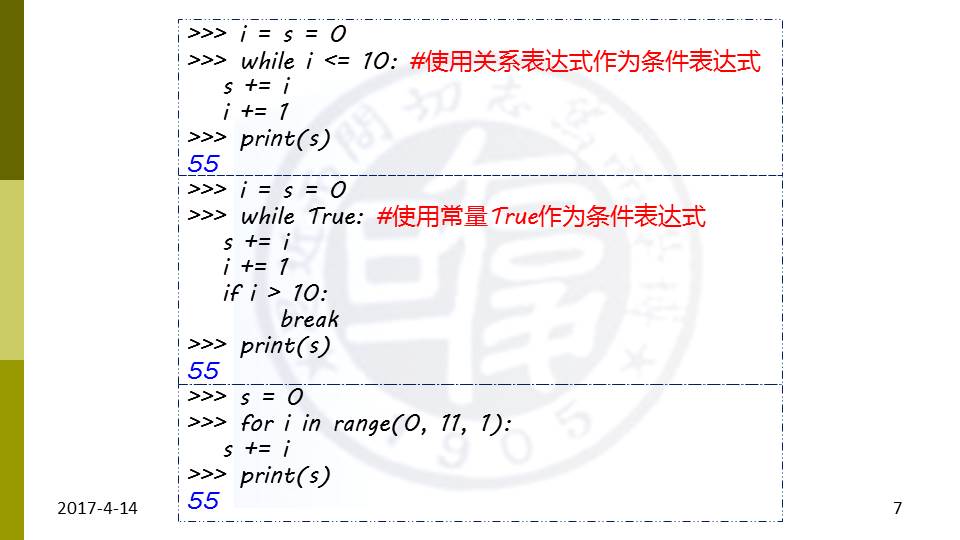 >>> i = s = 0
>>> while i <= 10: #使用关系表达式作为条件表达式
s += i
i += 1
>>> print(s)
55
>>> i = s = 0
>>> while True: #使用常量True作为条件表达式
s += i
i += 1
if i > 10:
break
>>> print(s)
55
>>> s = 0
>>> for i in range(0, 11, 1):
s += i
>>> print(s)
55
2017-4-14
7
1905